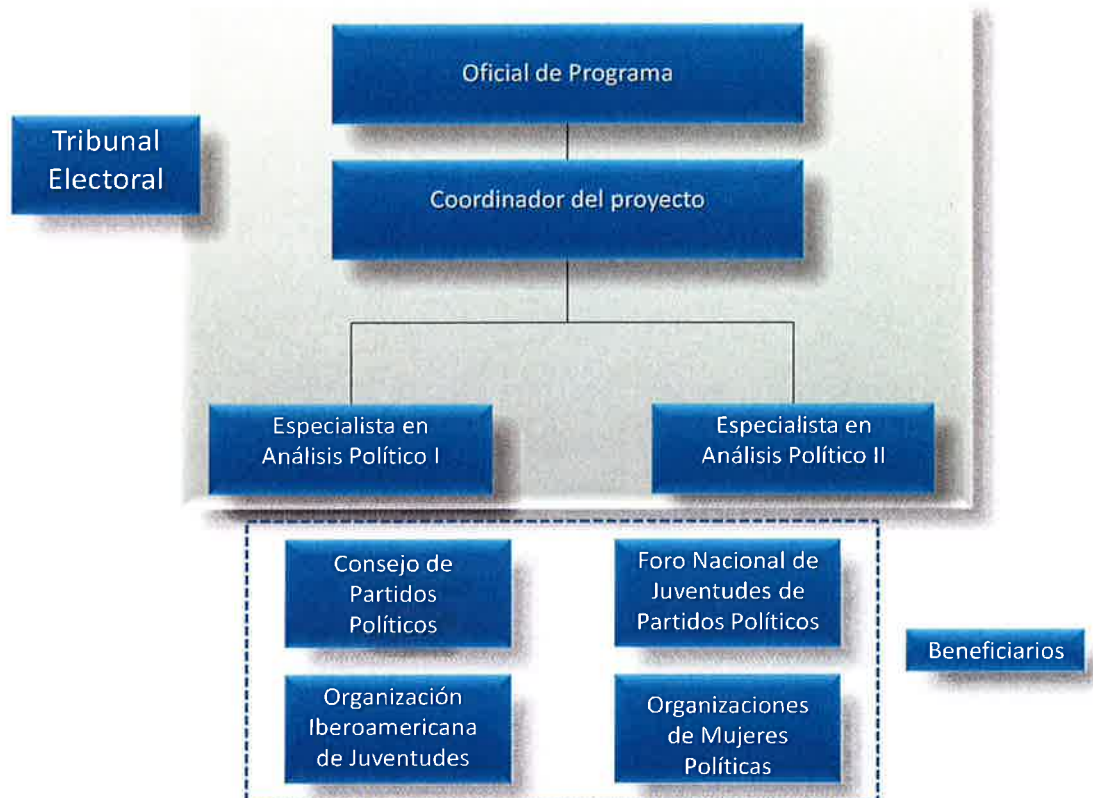 Oficial de Programa
Tribunal
Electoral
Coordinador del proyecto
Especialista en
Análisis Político I
Especialista en
Análisis Político II
Consejo de
Partidos
Políticos
Foro Nacional de
Juventudes de
Partidos Políticos
Beneficiarios
Organización
Iberoamericana
de Juventudes
Organizaciones
de Mujeres
Políticas